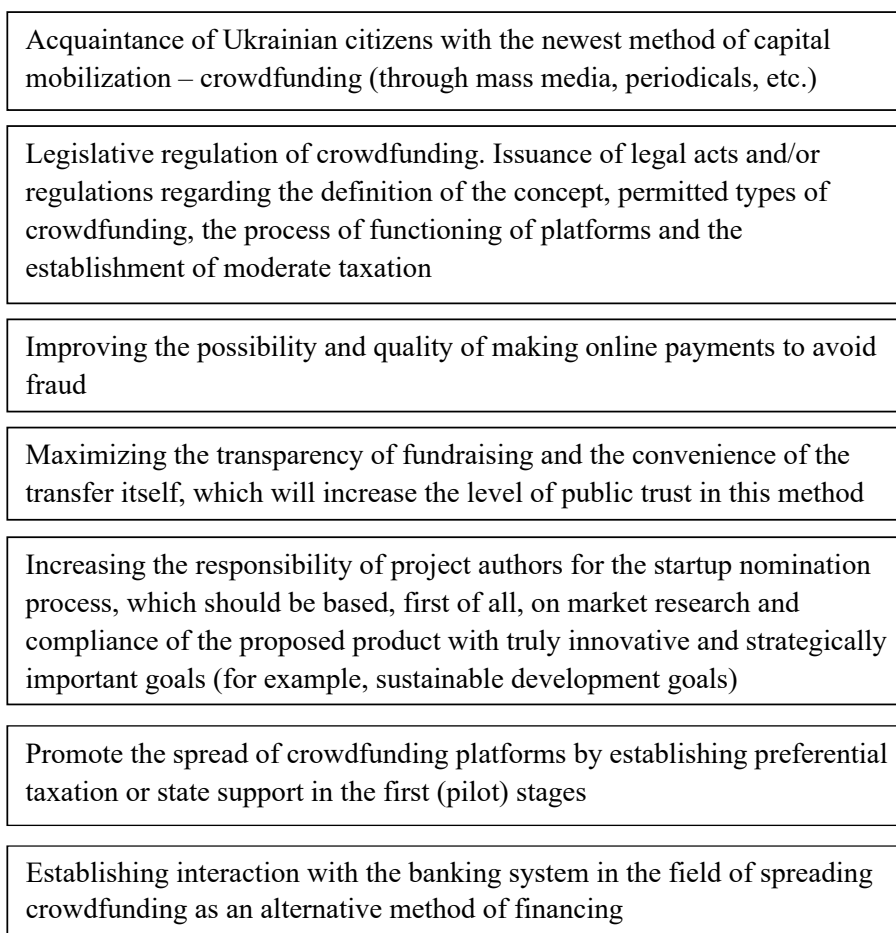 Acquaintance of Ukrainian citizens with the newest method of capital
mobilization – crowdfunding (through mass media, periodicals, etc.)
Legislative regulation of crowdfunding. Issuance of legal acts and/or
regulations regarding the definition of the concept, permitted types of
crowdfunding, the process of functioning of platforms and the
establishment of moderate taxation
Improving the possibility and quality of making online payments to avoid
fraud
Maximizing the transparency of fundraising and the convenience of the
transfer itself, which will increase the level of public trust in this method
Increasing the responsibility of project authors for the startup nomination
process, which should be based, first of all, on market research and
compliance of the proposed product with truly innovative and strategically
important goals (for example, sustainable development goals)
Promote the spread of crowdfunding platforms by establishing preferential
taxation or state support in the first (pilot) stages
Establishing interaction with the banking system in the field of spreading
crowdfunding as an alternative method of financing